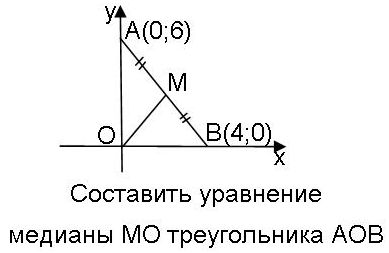 y
A(0;6)
M
O
B(4;0)
x
Составить уравнение
медианы МО треугольника АОВ